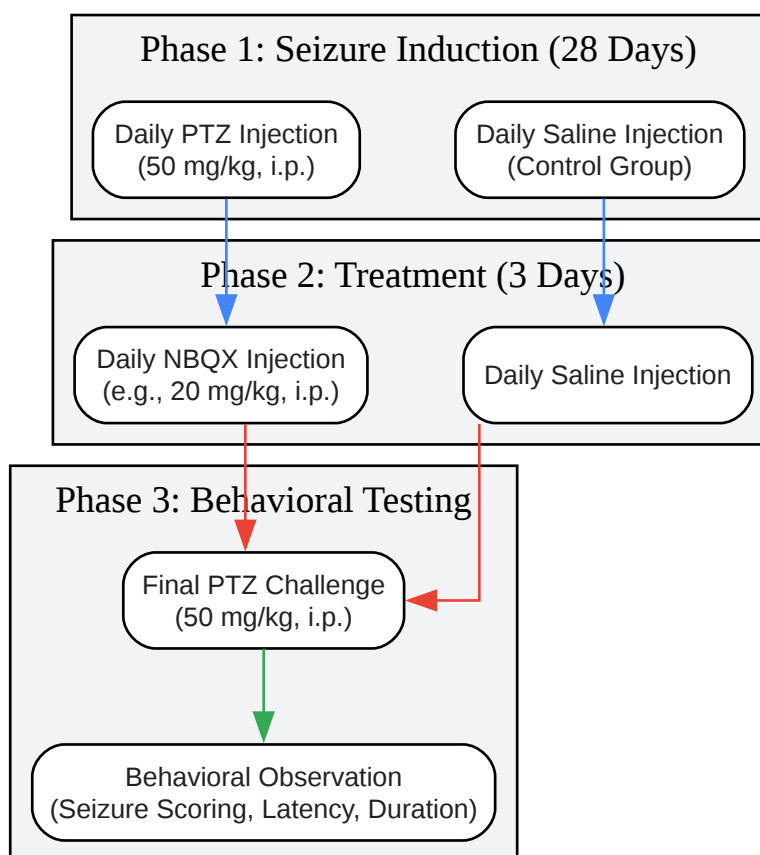 Phase 1: Seizure Induction (28 Days)
Daily PTZ Injection
(50 mg/kg, i.p.)
Daily Saline Injection
(Control Group)
Phase 2: Treatment (3 Days)
Daily NBQX Injection
(e.g., 20 mg/kg, i.p.)
Daily Saline Injection
Phase 3: Behavioral Testing
Final PTZ Challenge
(50 mg/kg, i.p.)
Behavioral Observation
(Seizure Scoring, Latency, Duration)